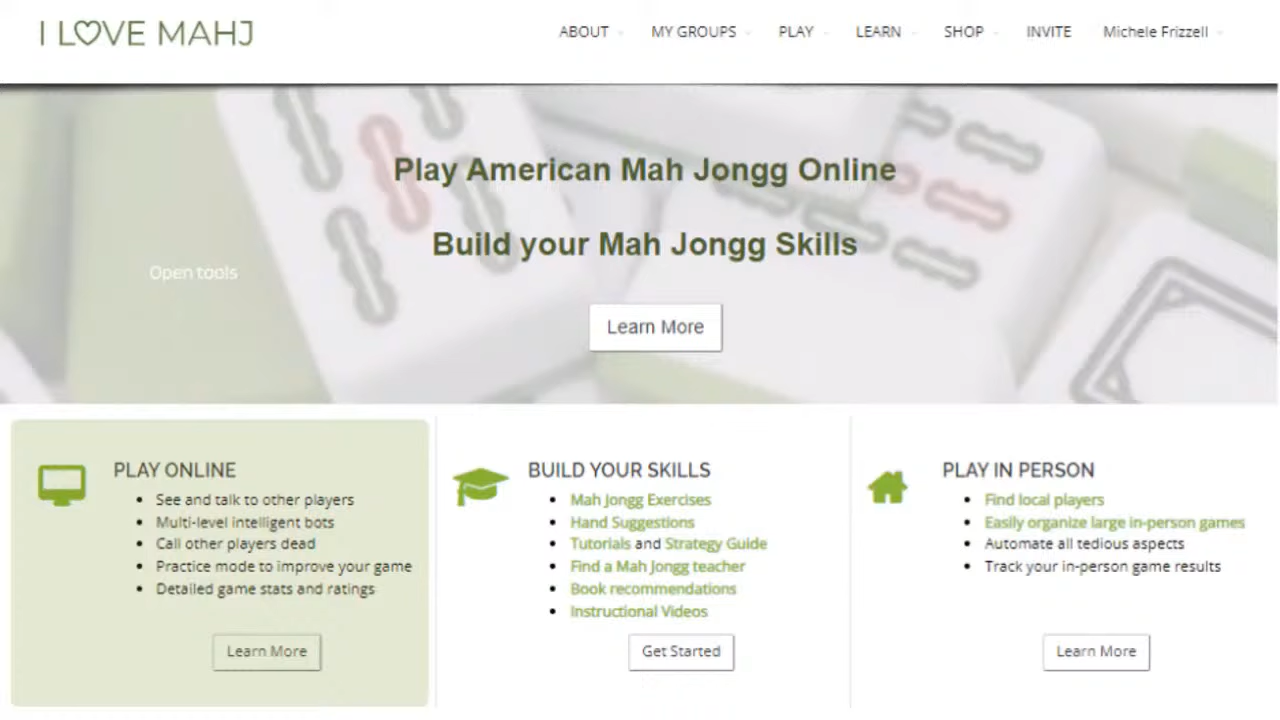 I LOVE MAHJ
ABOUT MY GROUPS PLAY LEARN SHOP INVITE Michele Frizzell
Play American Mah Jongg Online
Build your Mah Jongg Skills
Open tools
Learn More
PLAY ONLINE
See and talk to other players
Multi-level intelligent bots
Call other players dead
Practice mode to improve your game
Detailed game stats and ratings
Learn More
BUILD YOUR SKILLS
Mah Jongg Exercises
Hand Suggestions
Tutorials and Strategy Guide
Find a Mah Jongg teacher
Book recommendations
Instructional Videos
Get Started
PLAY IN PERSON
Find local players
Easily organize large in-person games
Automate all tedious aspects
Track your in-person game results
Learn More